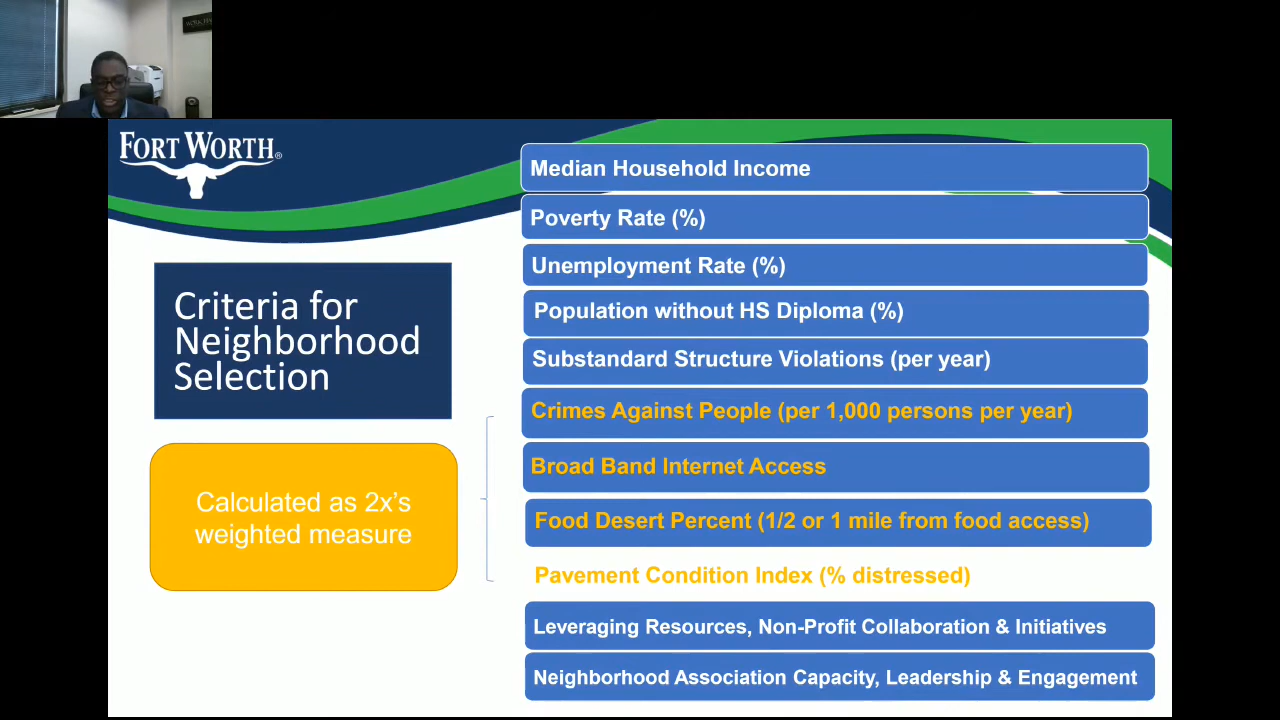 FORT WORTH®
Criteria for
Neighborhood
Selection
Calculated as 2x's
weighted measure
Median Household Income
Poverty Rate (%)
Unemployment Rate (%)
Population without HS Diploma (%)
Substandard Structure Violations (per year)
Crimes Against People (per 1,000 persons per year)
Broad Band Internet Access
Food Desert Percent (1/2 or 1 mile from food access)
Pavement Condition Index (% distressed)
Leveraging Resources, Non-Profit Collaboration & Initiatives
Neighborhood Association Capacity, Leadership & Engagement